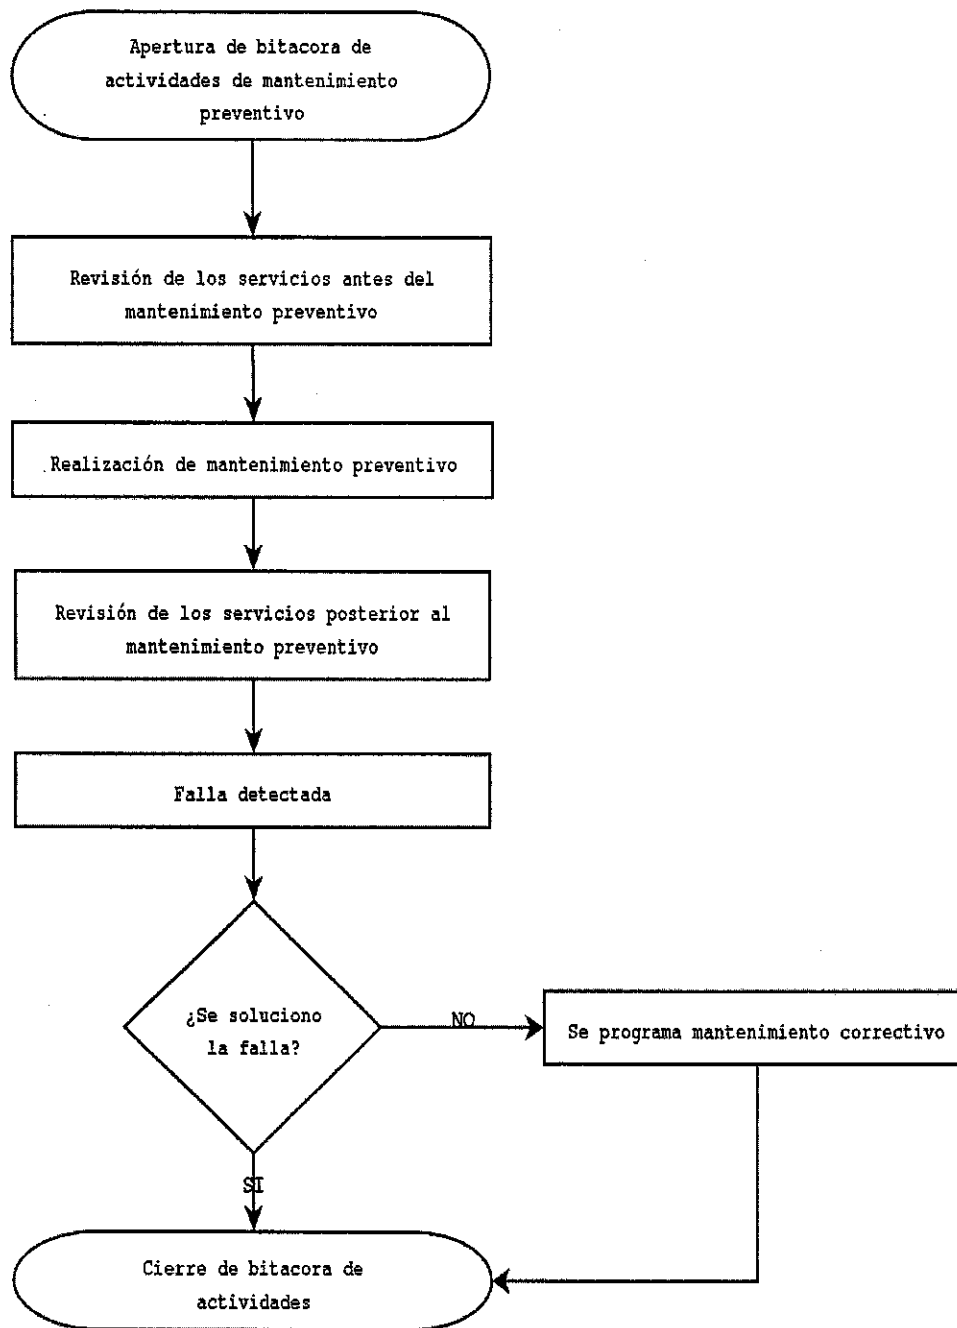 Apertura de bitacora de
actividades de mantenimiento
preventivo
Revisión de los servicios antes del
mantenimiento preventivo
Realización de mantenimiento preventivo
Revisión de los servicios posterior al
mantenimiento preventivo
Falla detectada
¿Se soluciono
la falla?
NO
Se programa mantenimiento correctivo
SI
Cierre de bitacora de
actividades